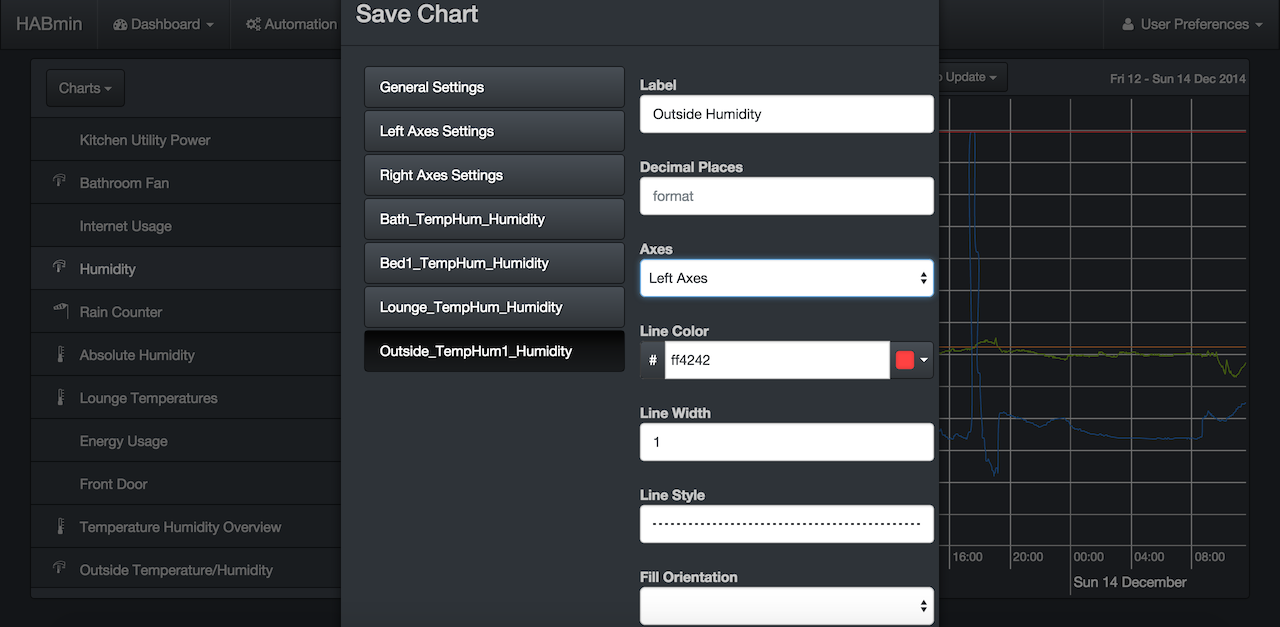 HABmin
Dashboard
Automation
User Preferences
Save Chart
Charts
Kitchen Utility Power
Bathroom Fan
Internet Usage
Humidity
Rain Counter
Absolute Humidity
Lounge Temperatures
Energy Usage
Front Door
Temperature Humidity Overview
Outside Temperature/Humidity
General Settings
Left Axes Settings
Right Axes Settings
Bath_TempHum_Humidity
Bed1_TempHum_Humidity
Lounge_TempHum_Humidity
Outside_TempHum1_Humidity
Label
Outside Humidity
Decimal Places
format
Axes
Left Axes
Line Color
# ff4242
Line Width
1
Line Style
Fill Orientation
Update
Fri 12 - Sun 14 Dec 2014
16:00 20:00 00:00 04:00 08:00
Sun 14 December